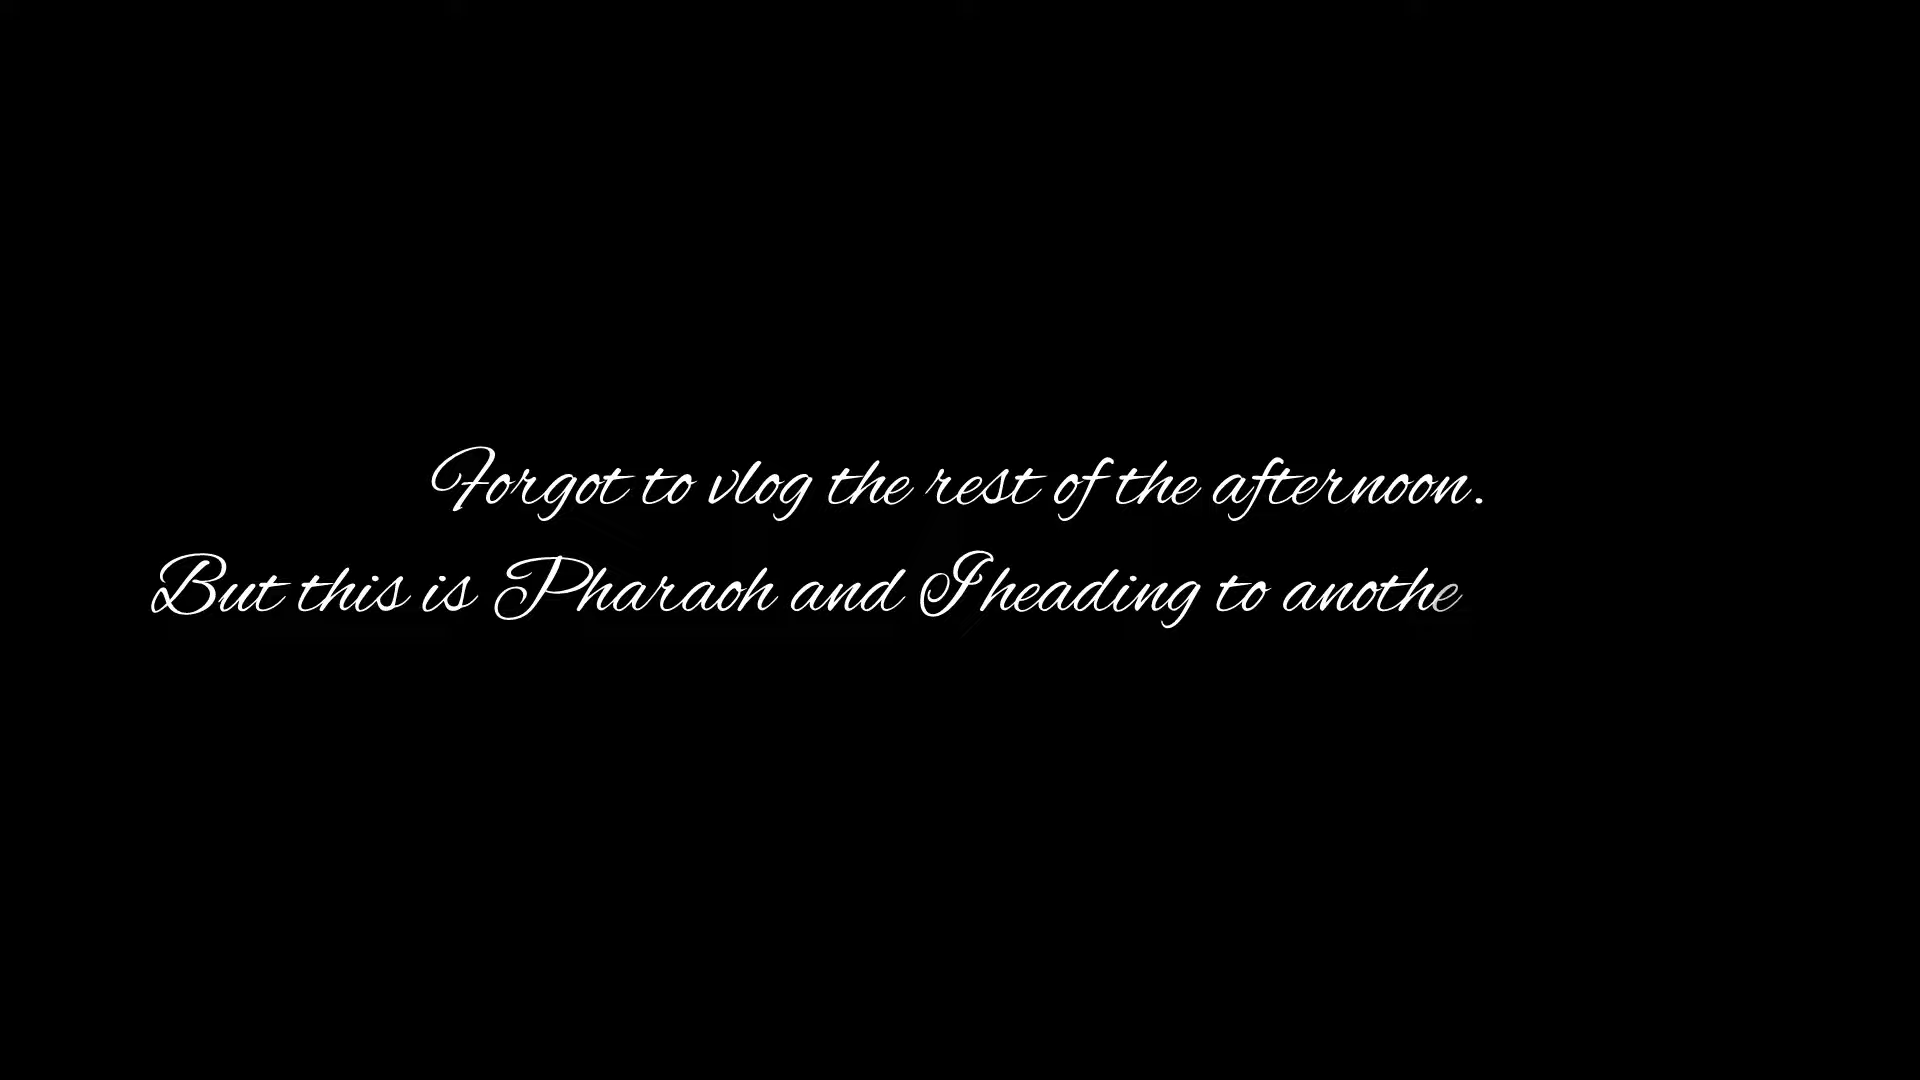 Forgot to vlog the rest of the afternoon.
But this is Pharaoh and I heading to anothe